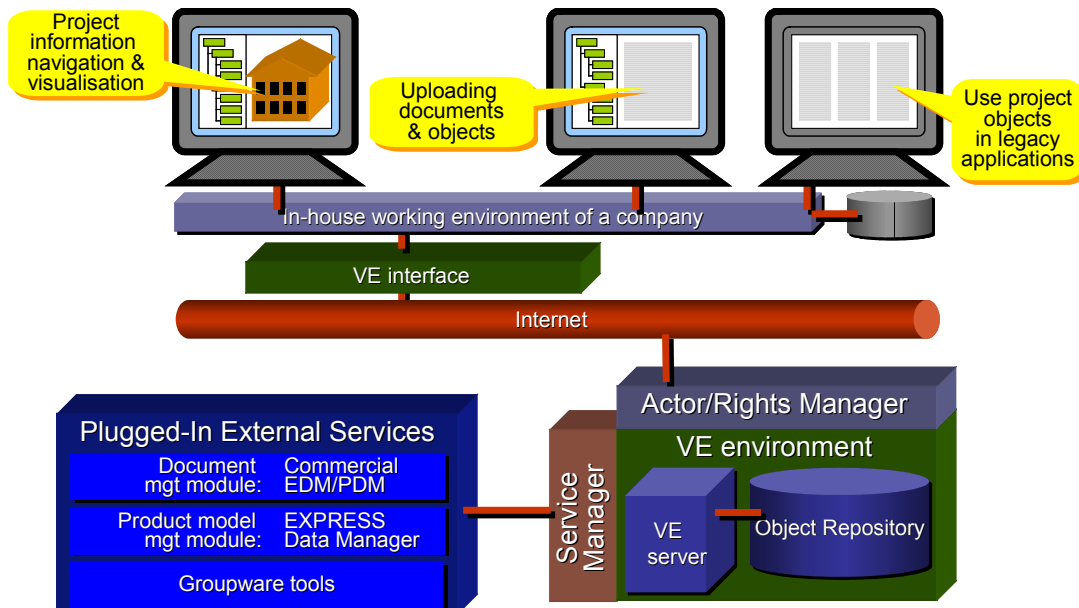 Project
information
navigation &
visualisation
Uploading
documents
& objects
Use project
objects
in legacy
applications
In-house working environment of a company
VE interface
Internet
Actor/Rights Manager
Plugged-In External Services
Document Commercial
mgt module: EDM/PDM
Product model EXPRESS
mgt module: Data Manager
Groupware tools
Service
Manager
VE environment
VE
server
Object Repository